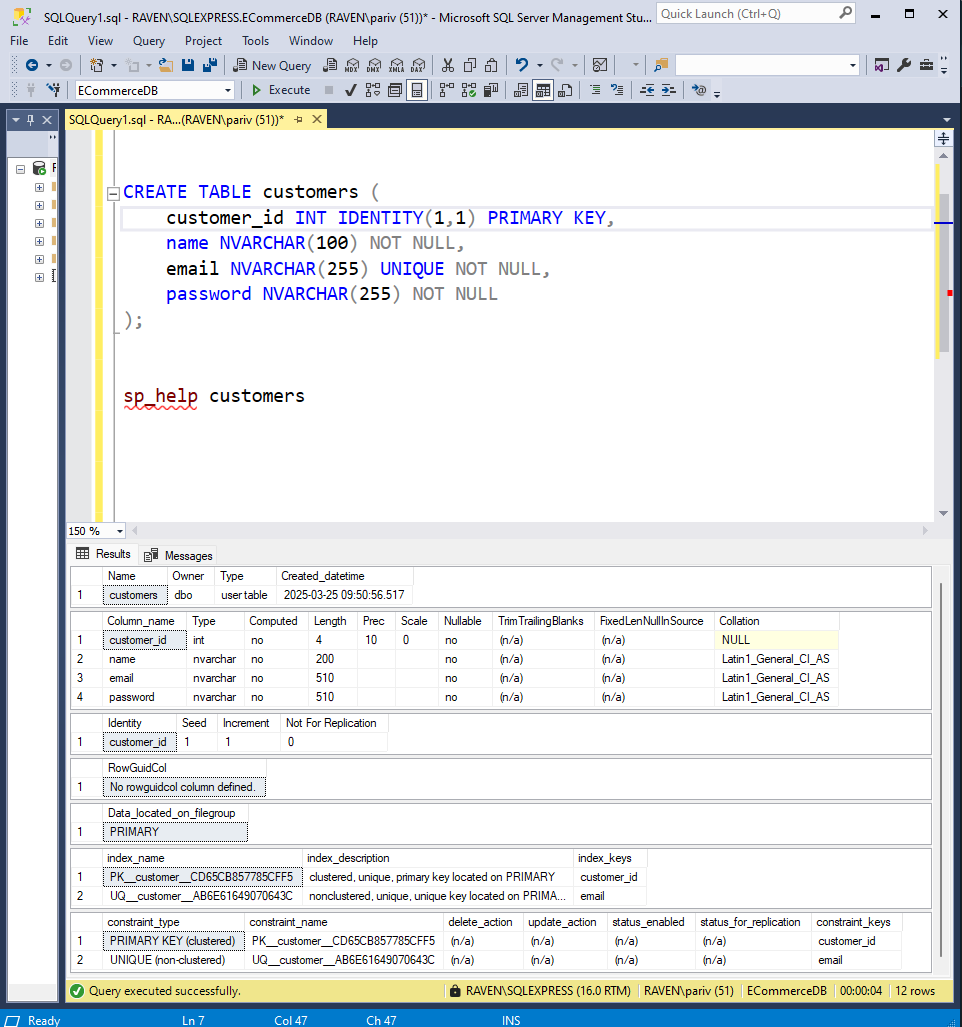 SQLQuery1.sql - RAVEN\SQLEXPRESS.ECommerceDB (RAVEN\pariv (51))* - Microsoft SQL Server Management Stu...
Quick Launch (Ctrl+Q)
File Edit View Query Project Tools Window Help
New Query MDX DMX XMLA DAX
ECommerceDB Execute
SQLQuery1.sql - RA...(RAVEN\pariv (51))*
CREATE TABLE customers (
customer_id INT IDENTITY(1,1) PRIMARY KEY,
name NVARCHAR(100) NOT NULL,
email NVARCHAR(255) UNIQUE NOT NULL,
password NVARCHAR(255) NOT NULL
);
sp_help customers
150 %
Results Messages
Name Owner Type Created_datetime
1 customers dbo user table 2025-03-25 09:50:56.517
Column_name Type Computed Length Prec Scale Nullable TrimTrailingBlanks FixedLenNullInSource Collation
1 customer_id int no 4 10 0 no (n/a) (n/a) NULL
2 name nvarchar no 200 no (n/a) (n/a) Latin1_General_CI_AS
3 email nvarchar no 510 no (n/a) (n/a) Latin1_General_CI_AS
4 password nvarchar no 510 no (n/a) (n/a) Latin1_General_CI_AS
Identity Seed Increment Not For Replication
1 customer_id 1 1 0
RowGuidCol
1 No rowguidcol column defined.
Data_located_on_filegroup
1 PRIMARY
index_name index_description index_keys
1 PK__customer__CD65CB857785CFF5 clustered, unique, primary key located on PRIMARY customer_id
2 UQ__customer__AB6E61649070643C nonclustered, unique, unique key located on PRIMA... email
constraint_type constraint_name delete_action update_action status_enabled status_for_replication constraint_keys
1 PRIMARY KEY (clustered) PK__customer__CD65CB857785CFF5 (n/a) (n/a) (n/a) (n/a) customer_id
2 UNIQUE (non-clustered) UQ__customer__AB6E61649070643C (n/a) (n/a) (n/a) (n/a) email
Query executed successfully. RAVEN\SQLEXPRESS (16.0 RTM) RAVEN\pariv (51) ECommerceDB 00:00:04 12 rows
Ready Ln 7 Col 47 Ch 47 INS